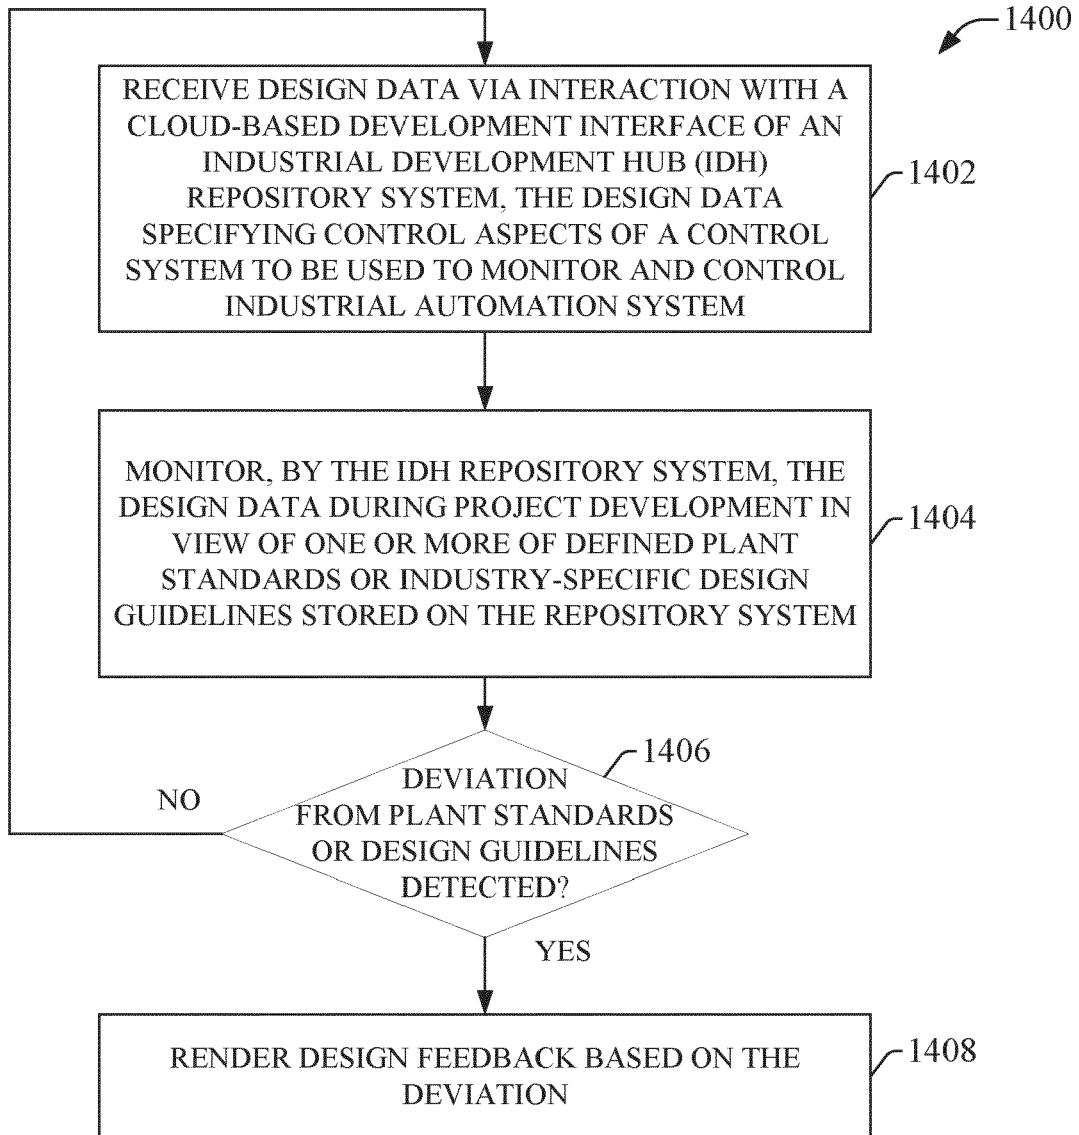 1400
RECEIVE DESIGN DATA VIA INTERACTION WITH A
CLOUD-BASED DEVELOPMENT INTERFACE OF AN
INDUSTRIAL DEVELOPMENT HUB (IDH)
REPOSITORY SYSTEM, THE DESIGN DATA
SPECIFYING CONTROL ASPECTS OF A CONTROL
SYSTEM TO BE USED TO MONITOR AND CONTROL
INDUSTRIAL AUTOMATION SYSTEM
1402
MONITOR, BY THE IDH REPOSITORY SYSTEM, THE
DESIGN DATA DURING PROJECT DEVELOPMENT IN
VIEW OF ONE OR MORE OF DEFINED PLANT
STANDARDS OR INDUSTRY-SPECIFIC DESIGN
GUIDELINES STORED ON THE REPOSITORY SYSTEM
1404
DEVIATION
FROM PLANT STANDARDS
OR DESIGN GUIDELINES
DETECTED?
1406
NO
YES
RENDER DESIGN FEEDBACK BASED ON THE
DEVIATION
1408